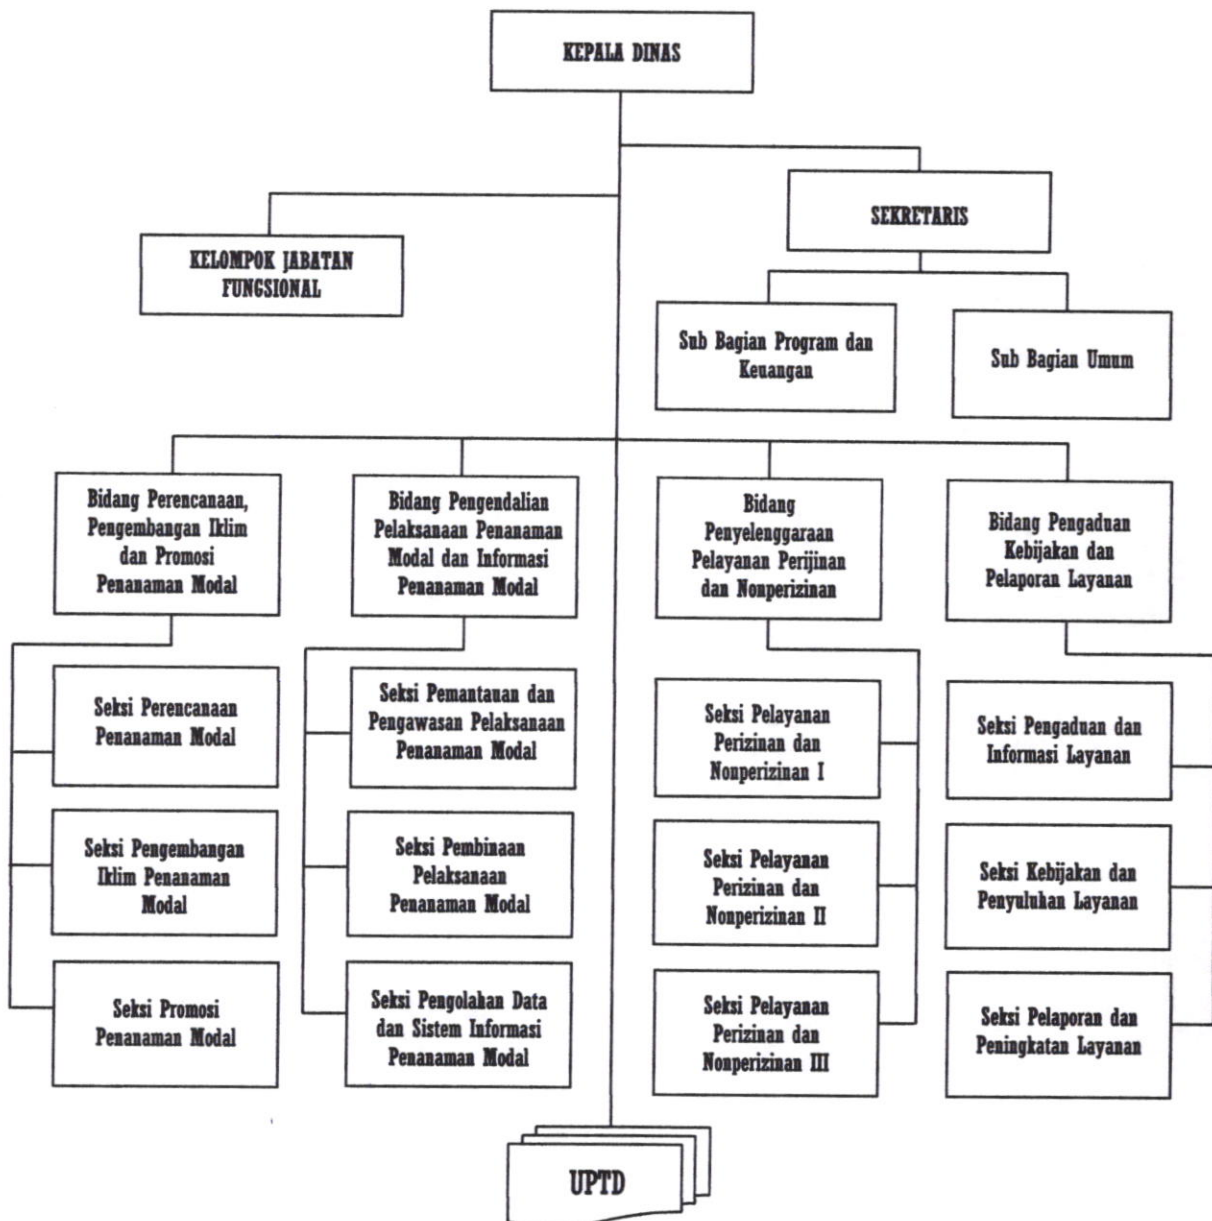 KEPALA DINAS
SEKRETARIS
KELOMPOK JABATAN
FUNGSIONAL
Sub Bagian Program dan
Keuangan
Sub Bagian Umum
Bidang Perencanaan,
Pengembangan Iklim
dan Promosi
Penanaman Modal
Bidang Pengendalian
Pelaksanaan Penanaman
Modal dan Informasi
Penanaman Modal
Bidang
Penyelenggaraan
Pelayanan Perijinan
dan Nonperizinan
Bidang Pengaduan
Kebijakan dan
Pelaporan Layanan
Seksi Perencanaan
Penanaman Modal
Seksi Pemantauan dan
Pengawasan Pelaksanaan
Penanaman Modal
Seksi Pelayanan
Perizinan dan
Nonperizinan I
Seksi Pengaduan dan
Informasi Layanan
Seksi Pengembangan
Iklim Penanaman
Modal
Seksi Pembinaan
Pelaksanaan
Penanaman Modal
Seksi Pelayanan
Perizinan dan
Nonperizinan II
Seksi Kebijakan dan
Penyuluhan Layanan
Seksi Promosi
Penanaman Modal
Seksi Pengolahan Data
dan Sistem Informasi
Penanaman Modal
Seksi Pelayanan
Perizinan dan
Nonperizinan III
Seksi Pelaporan dan
Peningkatan Layanan
UPTD